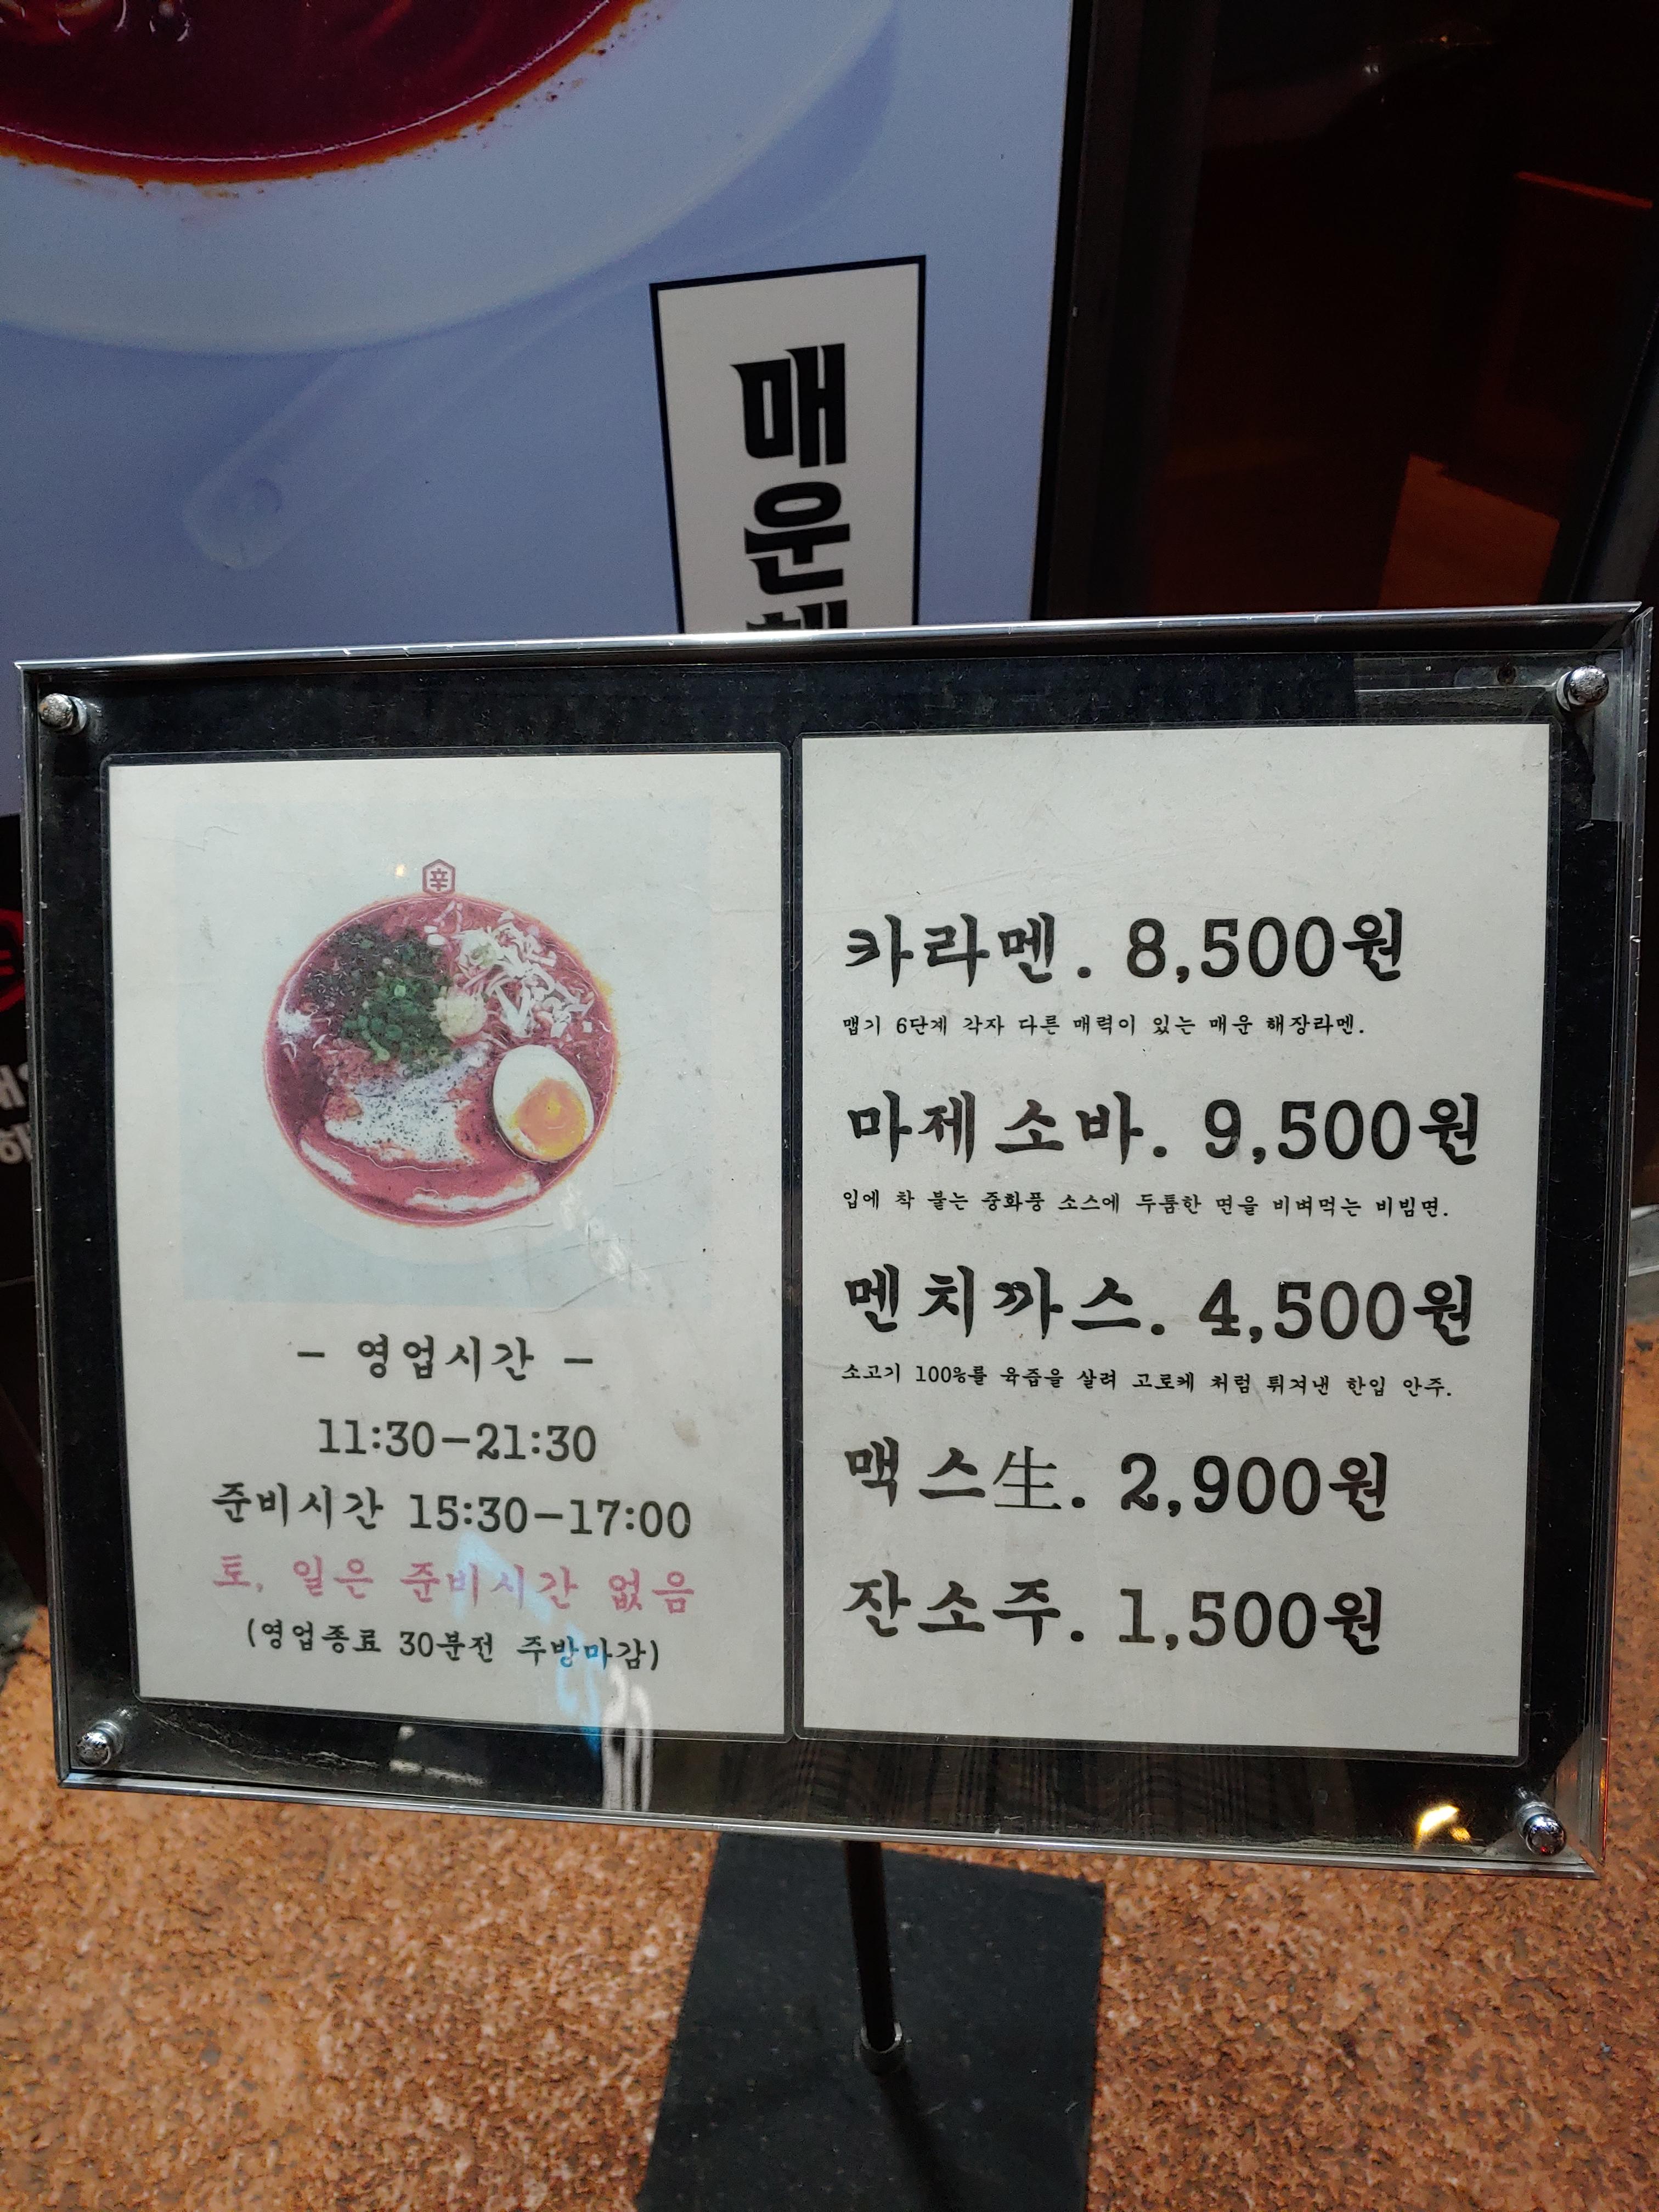 매운
辛
- 영업시간 -
11:30-21:30
준비시간 15:30-17:00
토, 일은 준비시간 없음
(영업종료 30분전 주방마감)
카라멘. 8,500원
맵기 6단계 각자 다른 매력이 있는 매운 해장라멘.
마제소바. 9,500원
입에 착 붙는 중화풍 소스에 두툼한 면을 비벼먹는 비빔면.
멘치까스. 4,500원
소고기 100%를 육즙을 살려 고로케 처럼 튀겨낸 한입 안주.
맥스生. 2,900원
잔소주. 1,500원